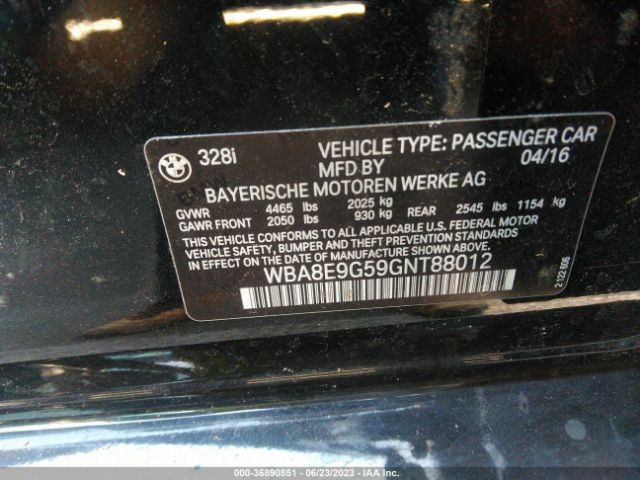 328i VEHICLE TYPE: PASSENGER CAR
MFD BY 04/16
BAYERISCHE MOTOREN WERKE AG
GVWR 4465 lbs 2025 kg
GAWR FRONT 2050 lbs 930 kg REAR 2545 lbs 1154 kg
THIS VEHICLE CONFORMS TO ALL APPLICABLE U.S. FEDERAL MOTOR
VEHICLE SAFETY, BUMPER AND THEFT PREVENTION STANDARDS
IN EFFECT ON THE DATE OF MANUFACTURE SHOWN ABOVE.
WBA8E9G59GNT88012
2122606
000-36890851 - 06/23/2023 - IAA Inc.